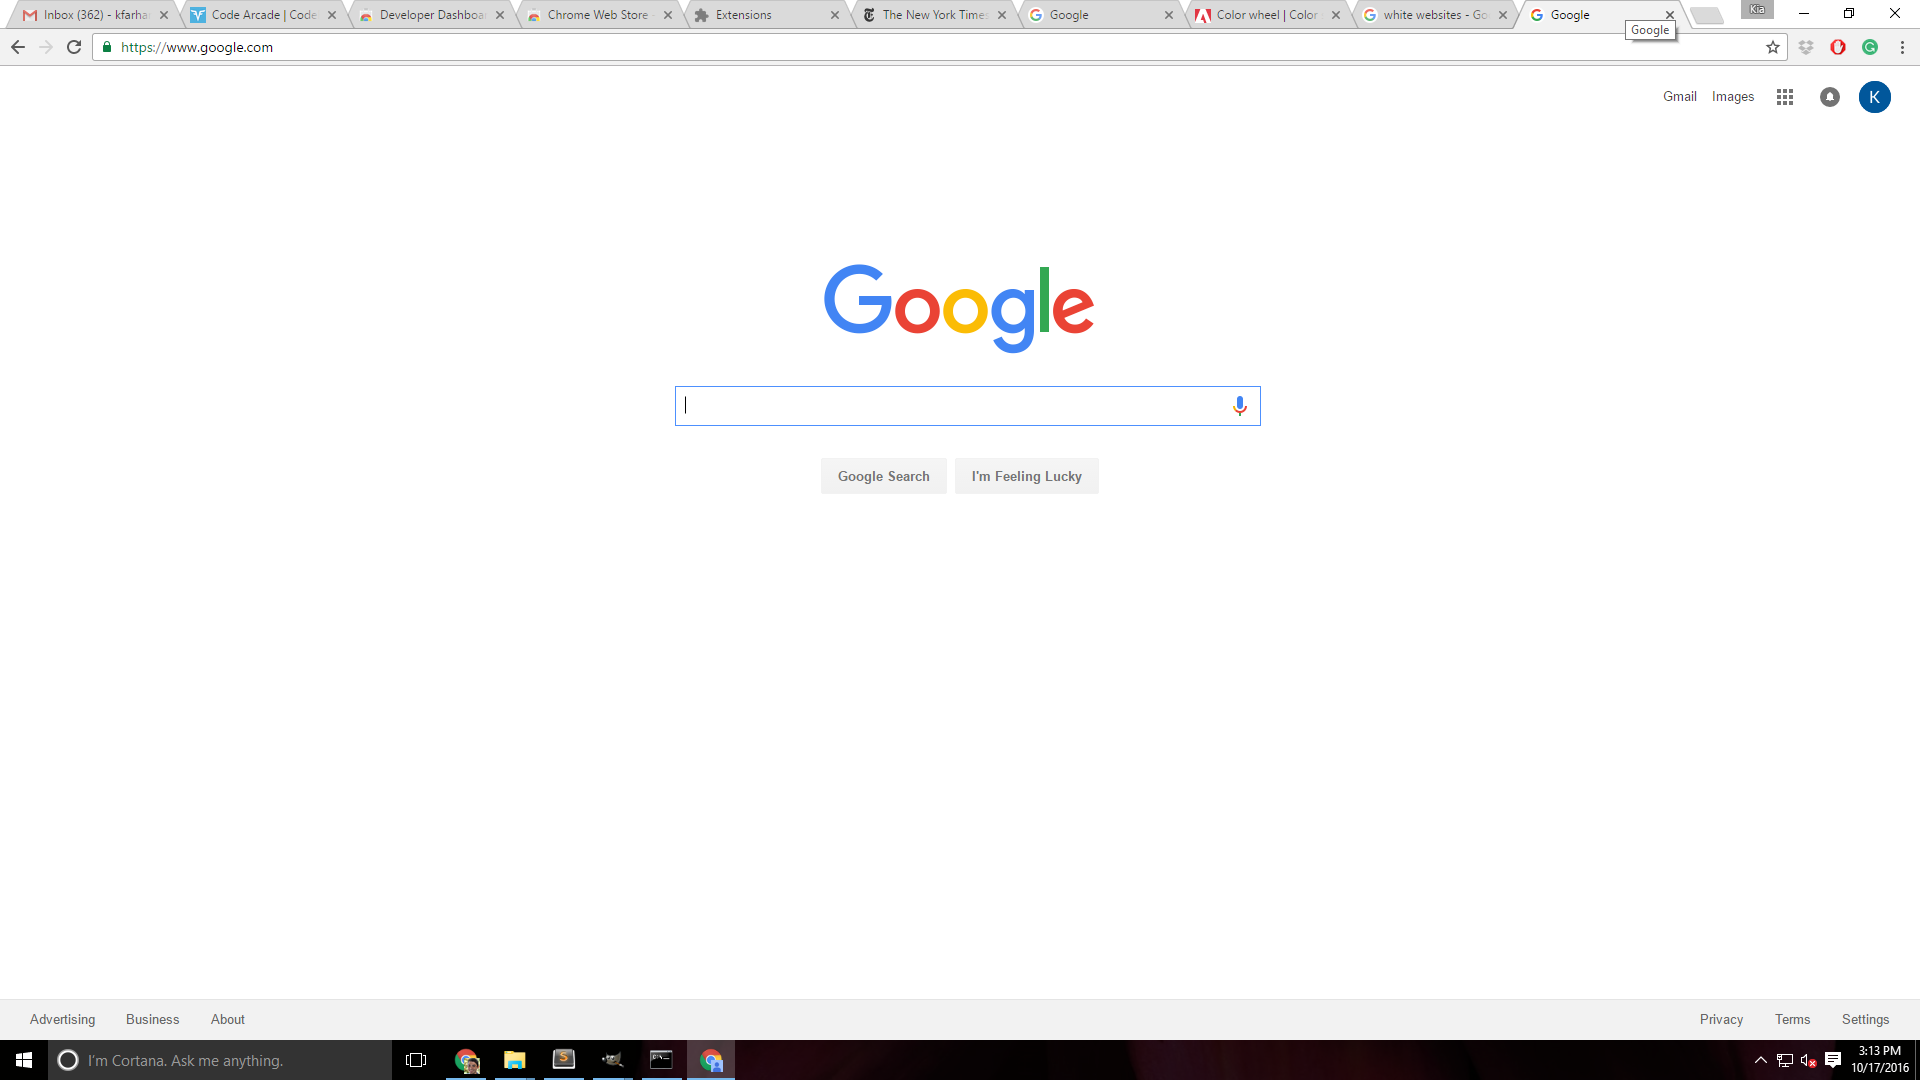 Inbox (362) - kfarha
Code Arcade | Code
Developer Dashboa
Chrome Web Store -
Extensions
The New York Times
Google
Color wheel | Color
white websites - Go
Google
Kia
Google
https://www.google.com
Gmail
Images
K
Google
Google Search
I'm Feeling Lucky
Advertising
Business
About
Privacy
Terms
Settings
I'm Cortana. Ask me anything.
3:13 PM
10/17/2016